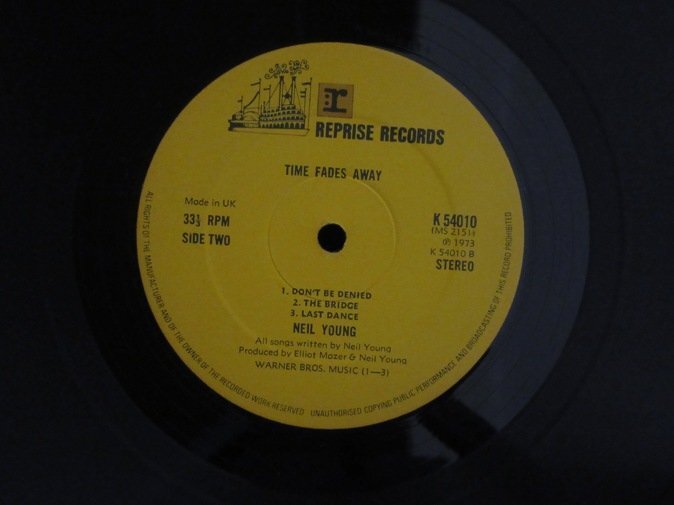 :r
REPRISE RECORDS
TIME FADES AWAY
Made in UK
33⅓ RPM
SIDE TWO
K 54010
(MS 2151)
℗ 1973
K 54010 B
STEREO
1. DON'T BE DENIED
2. THE BRIDGE
3. LAST DANCE
NEIL YOUNG
All songs written by Neil Young
Produced by Elliot Mazer & Neil Young
WARNER BROS. MUSIC (1—3)
ALL RIGHTS OF THE MANUFACTURER AND OF THE OWNER OF THE RECORDED WORK RESERVED UNAUTHORISED COPYING PUBLIC PERFORMANCE AND BROADCASTING OF THIS RECORD PROHIBITED